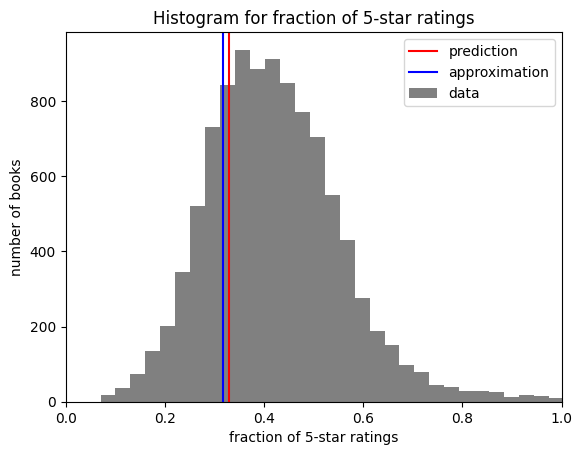 Histogram for fraction of 5-star ratings
prediction
approximation
data
number of books
800
600
400
200
0
0.0 0.2 0.4 0.6 0.8 1.0
fraction of 5-star ratings